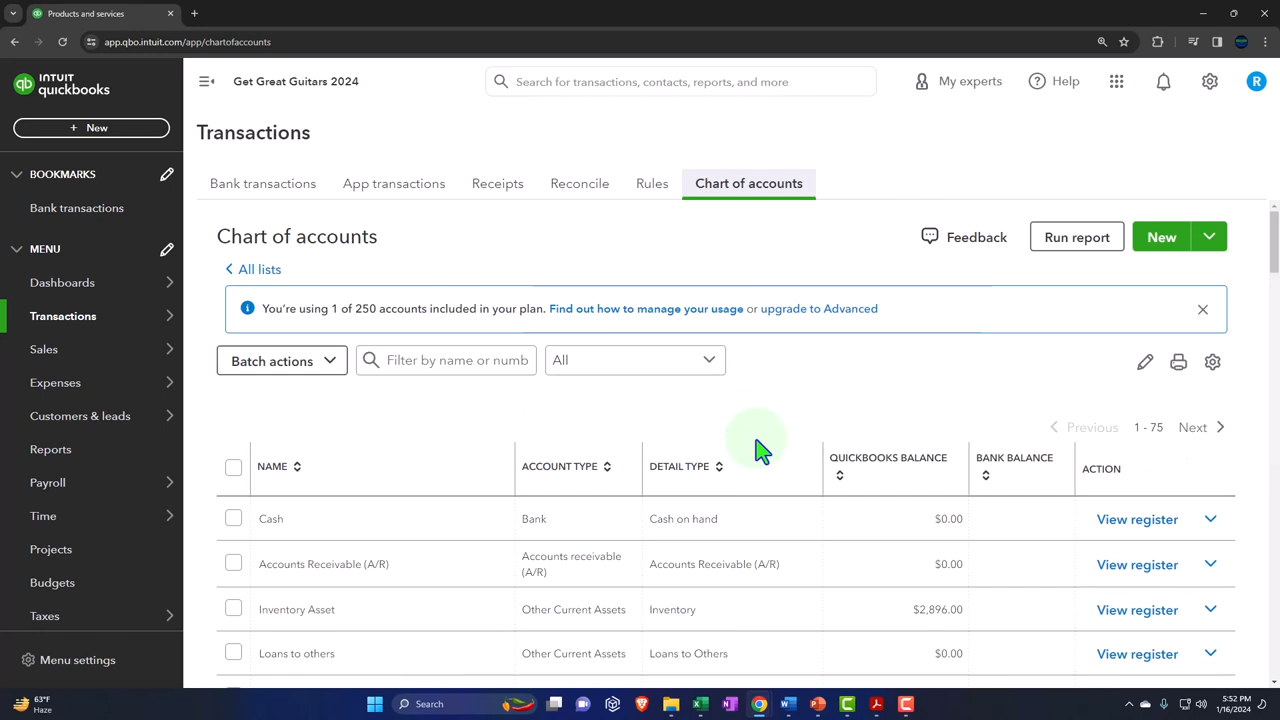 Products and services
app.qbo.intuit.com/app/chartofaccounts
INTUIT
quickbooks
Get Great Guitars 2024
Search for transactions, contacts, reports, and more
My experts
Help
R
+ New
BOOKMARKS
Bank transactions
MENU
Dashboards
Transactions
Sales
Expenses
Customers & leads
Reports
Payroll
Time
Projects
Budgets
Taxes
Menu settings
Transactions
Bank transactions App transactions Receipts Reconcile Rules Chart of accounts
Chart of accounts
Feedback
Run report
New
All lists
You're using 1 of 250 accounts included in your plan. Find out how to manage your usage or upgrade to Advanced
Batch actions
Filter by name or numb
All
Previous 1 - 75 Next
NAME ACCOUNT TYPE DETAIL TYPE QUICKBOOKS BALANCE BANK BALANCE ACTION
Cash Bank Cash on hand $0.00 View register
Accounts Receivable (A/R) Accounts receivable (A/R) Accounts Receivable (A/R) $0.00 View register
Inventory Asset Other Current Assets Inventory $2,896.00 View register
Loans to others Other Current Assets Loans to Others $0.00 View register
63°F
Haze
Search
5:52 PM
1/16/2024